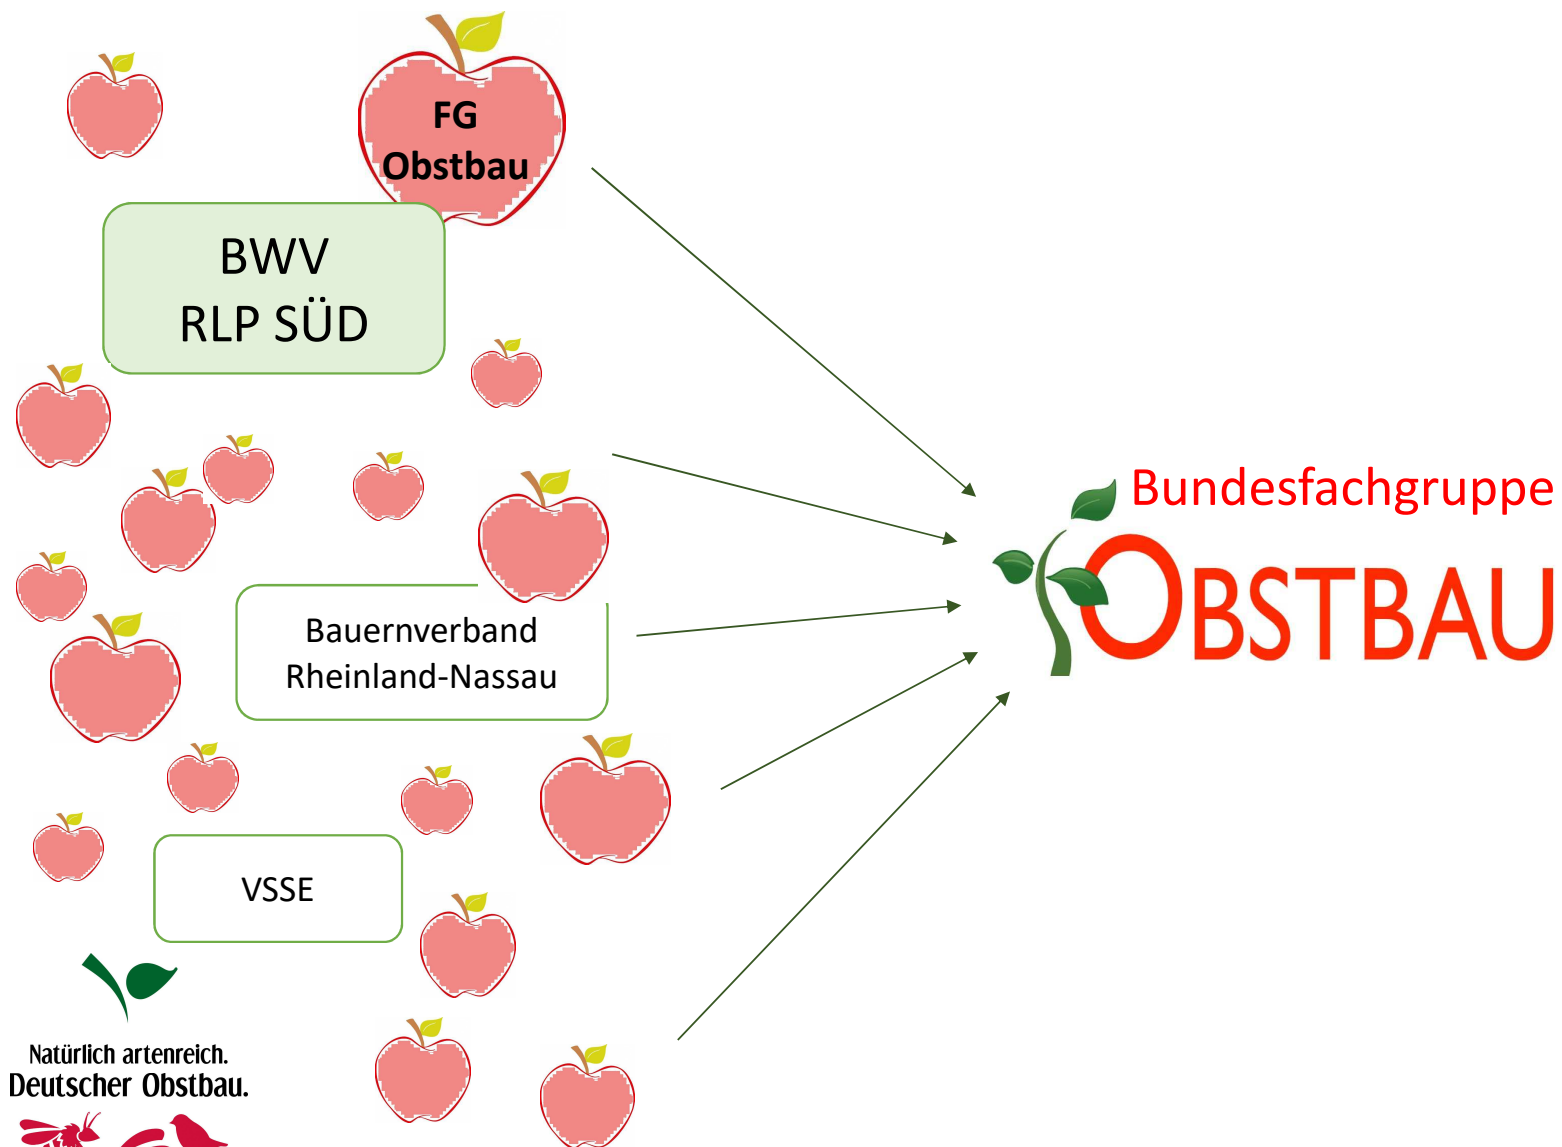 FG
Obstbau
BWV
RLP SÜD
Bundesfachgruppe
OBSTBAU
Bauernverband
Rheinland-Nassau
VSSE
Natürlich artenreich.
Deutscher Obstbau.